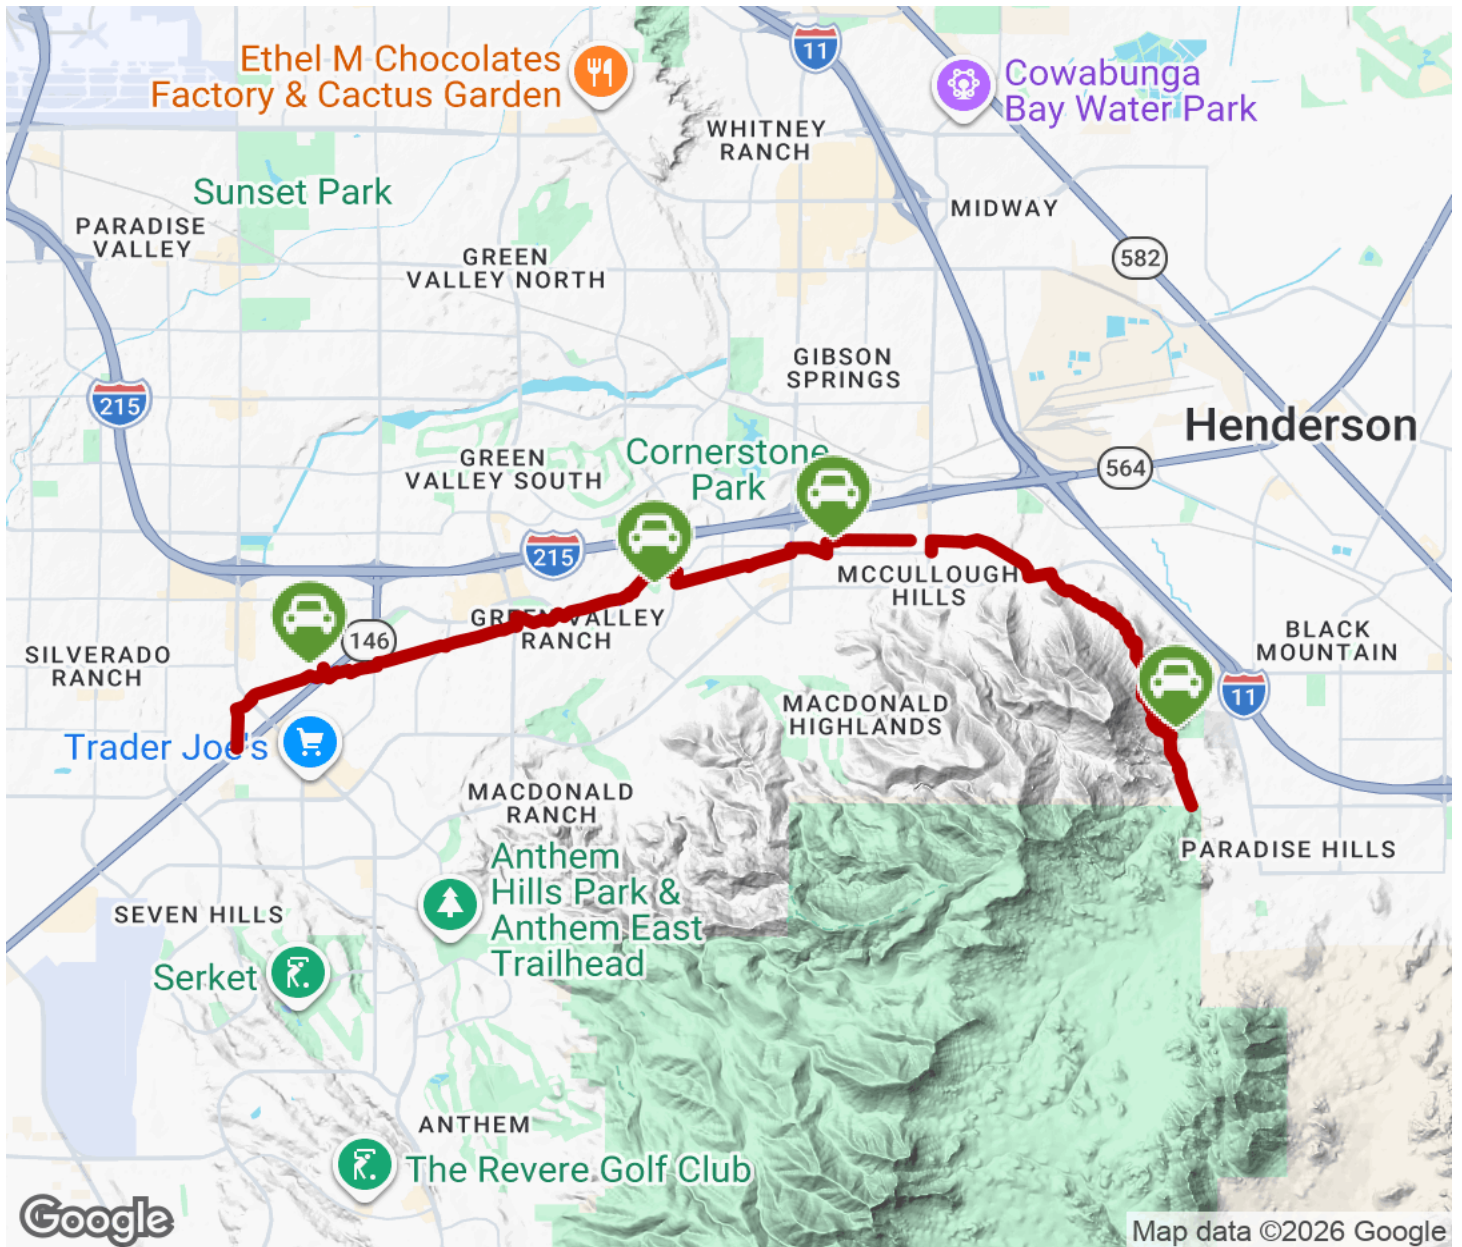 Ethel M Chocolates
Factory & Cactus Garden
11
Cowabunga
Bay Water Park
WHITNEY
RANCH
Sunset Park
MIDWAY
PARADISE
VALLEY
GREEN
VALLEY NORTH
582
GIBSON
SPRINGS
215
Henderson
Cornerstone
Park
GREEN
VALLEY SOUTH
564
215
MCCULLOUGH
HILLS
GREEN VALLEY
RANCH
146
SILVERADO
RANCH
BLACK
MOUNTAIN
11
MACDONALD
HIGHLANDS
Trader Joe's
MACDONALD
RANCH
PARADISE HILLS
Anthem
Hills Park &
Anthem East
Trailhead
SEVEN HILLS
Serket
ANTHEM
The Revere Golf Club
Google
Map data ©2026 Google